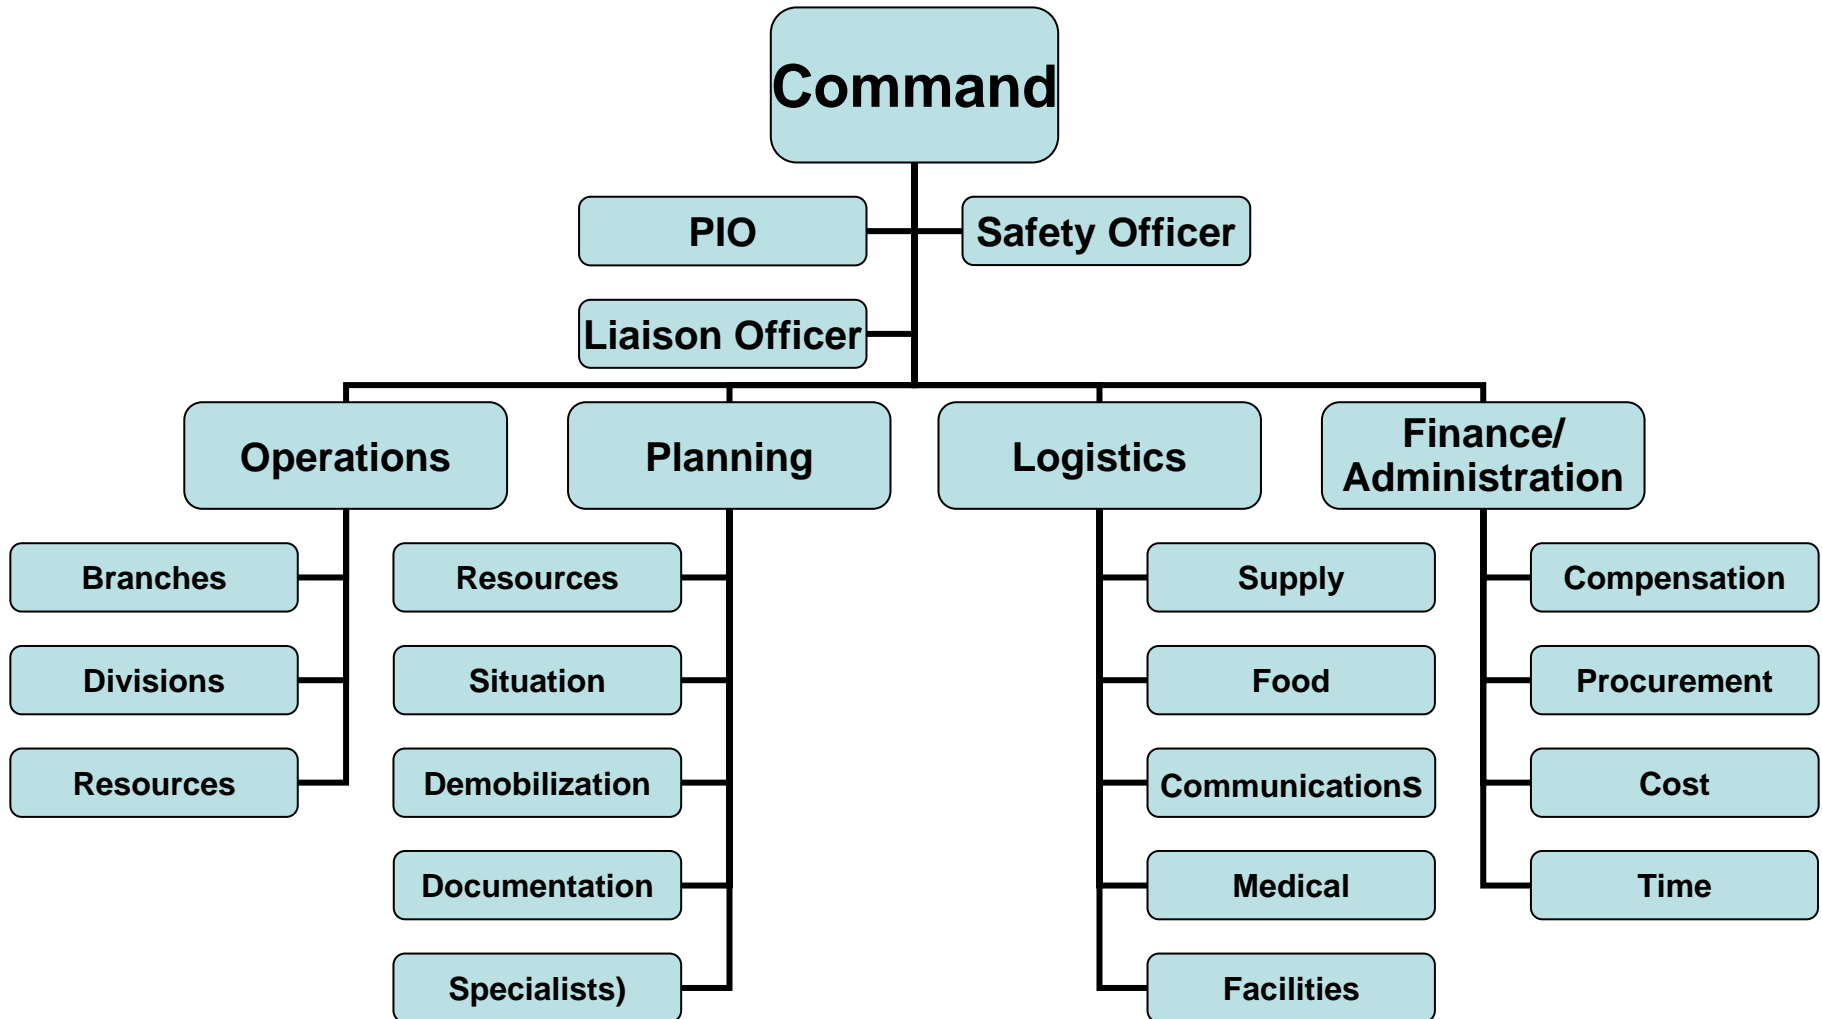 Command
PIO
Safety Officer
Liaison Officer
Operations
Planning
Logistics
Finance/
Administration
Branches
Resources
Supply
Compensation
Divisions
Situation
Food
Procurement
Resources
Demobilization
Communications
Cost
Documentation
Medical
Time
Specialists)
Facilities